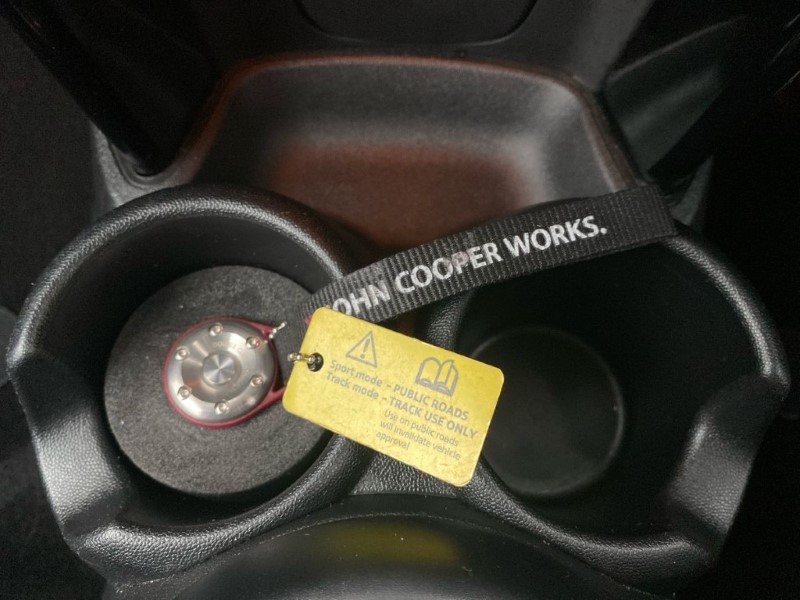 JOHN COOPER WORKS.
Sport mode - PUBLIC ROADS
Track mode - TRACK USE ONLY
Use on public roads
will invalidate vehicle
approval